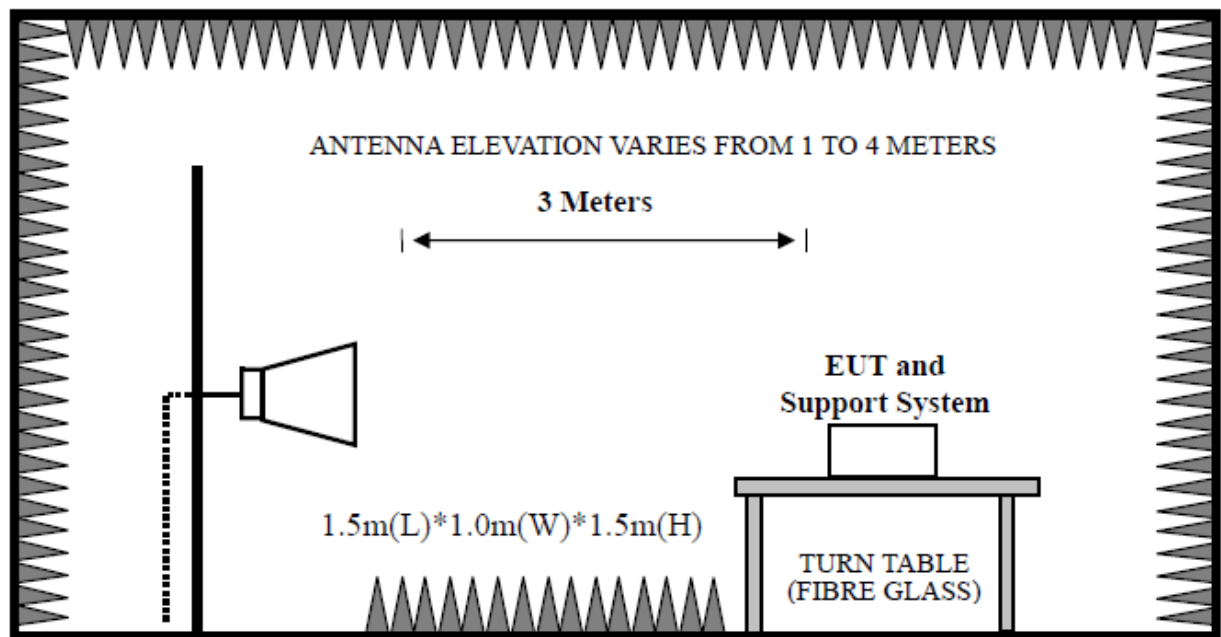 ANTENNA ELEVATION VARIES FROM 1 TO 4 METERS
3 Meters
EUT and
Support System
1.5m(L)*1.0m(W)*1.5m(H)
TURN TABLE
(FIBRE GLASS)